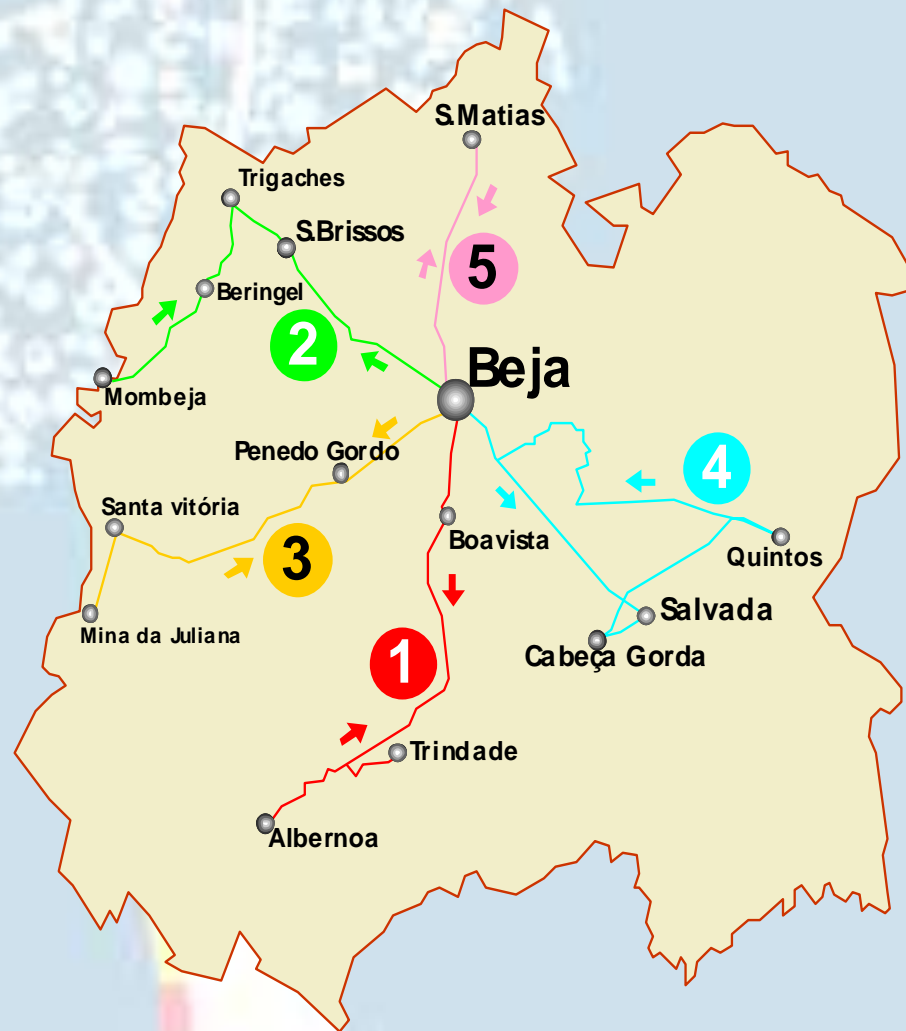 S.Matias
Trigaches
S.Brissos
5
Beringel
2
Beja
Mombeja
Penedo Gordo
4
Santa vitória
Boavista
3
Quintos
Salvada
Mina da Juliana
Cabeça Gorda
1
Trindade
Albernoa